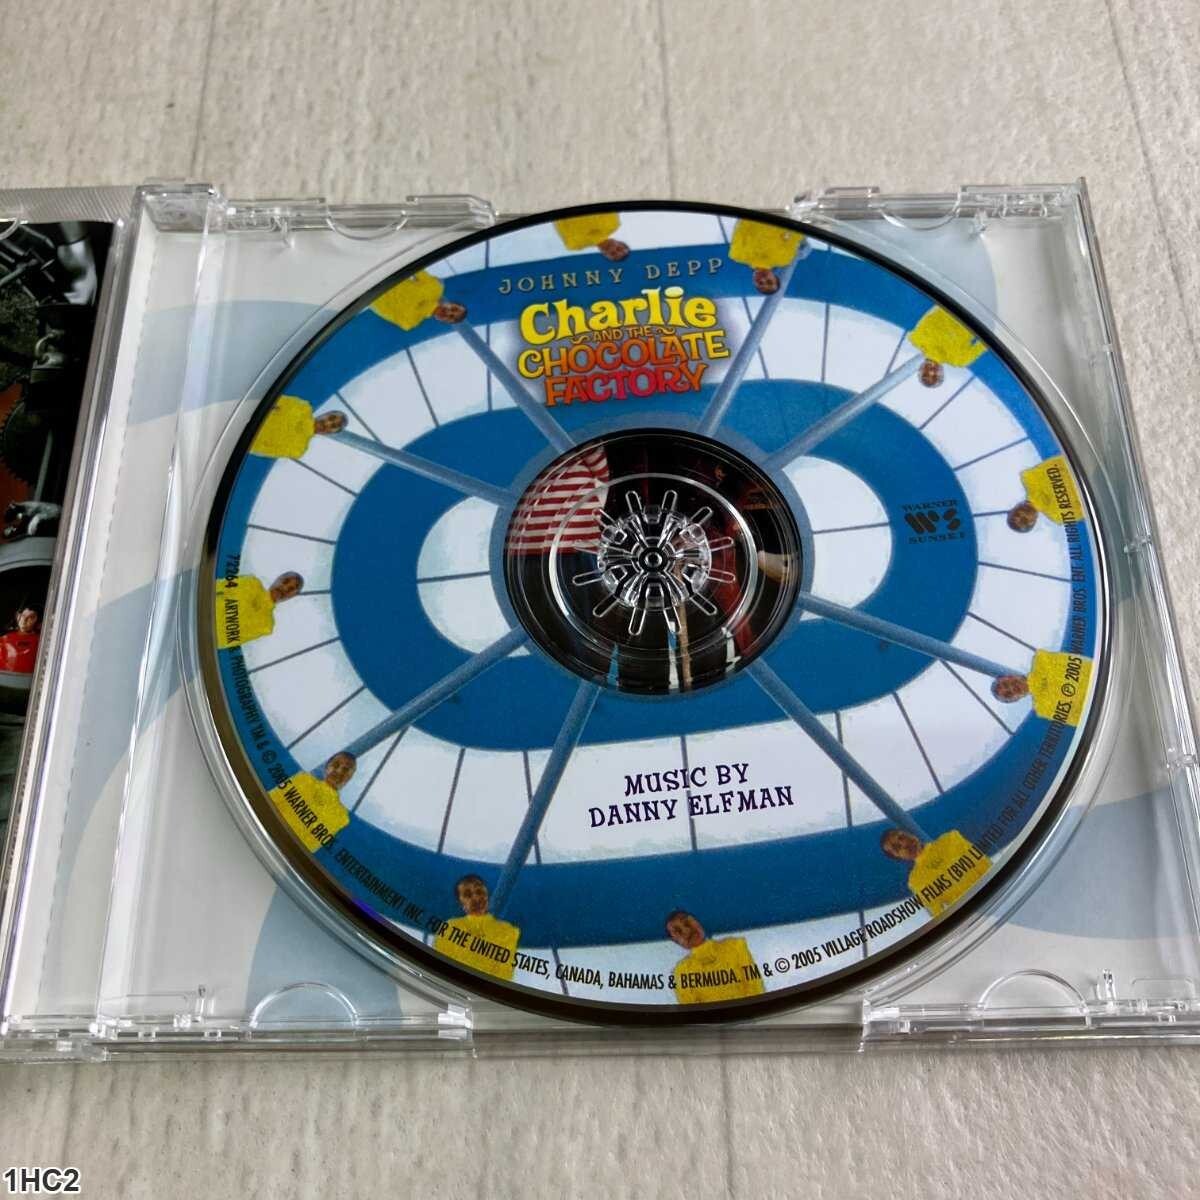 JOHNNY DEPP
Charlie
AND THE
CHOCOLATE
FACTORY
WARNER
WS
SUNSET
MUSIC BY
DANNY ELFMAN
72264 ARTWORK & PHOTOGRAPHY TM & © 2005 WARNER BROS. ENTERTAINMENT INC. FOR THE UNITED STATES, CANADA, BAHAMAS & BERMUDA. TM & © 2005 VILLAGE ROADSHOW FILMS (BVI) LIMITED FOR ALL OTHER TERRITORIES. ℗ 2005 WARNER BROS. ENT. ALL RIGHTS RESERVED.
1HC2